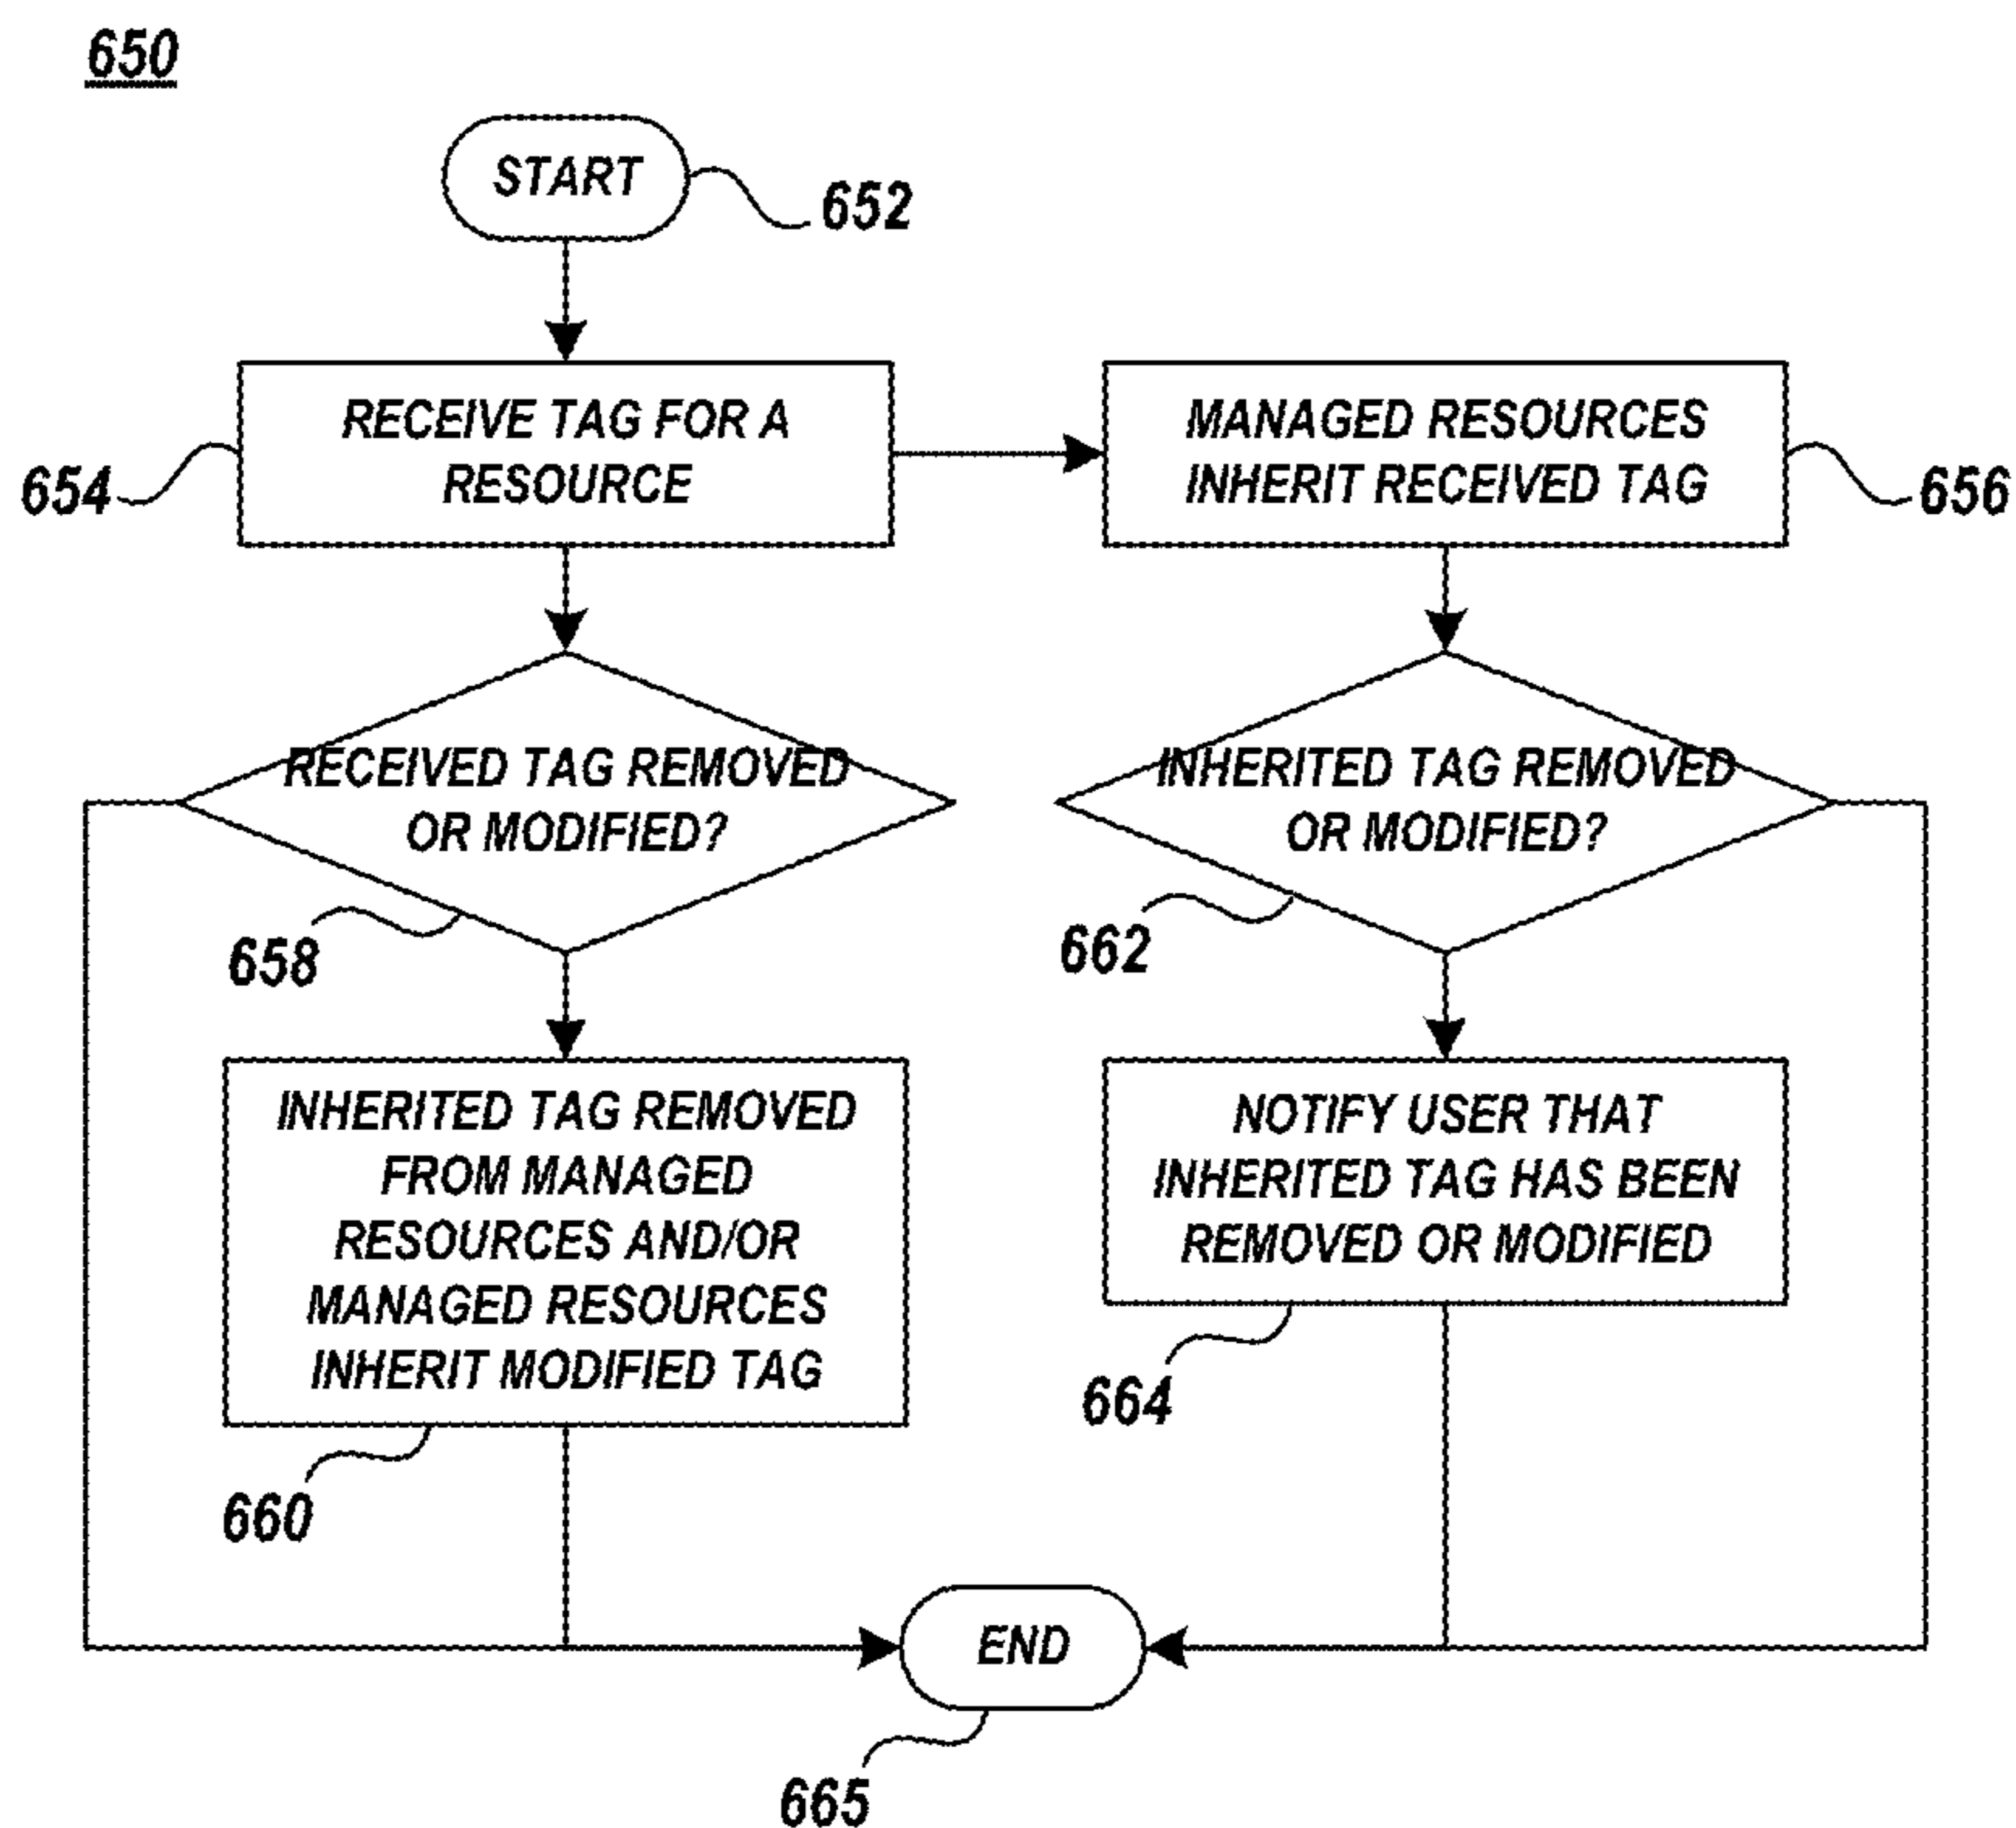 650
START
652
RECEIVE TAG FOR A
RESOURCE
654
MANAGED RESOURCES
INHERIT RECEIVED TAG
656
RECEIVED TAG REMOVED
OR MODIFIED?
658
INHERITED TAG REMOVED
OR MODIFIED?
662
INHERITED TAG REMOVED
FROM MANAGED
RESOURCES AND/OR
MANAGED RESOURCES
INHERIT MODIFIED TAG
660
NOTIFY USER THAT
INHERITED TAG HAS BEEN
REMOVED OR MODIFIED
664
END
665